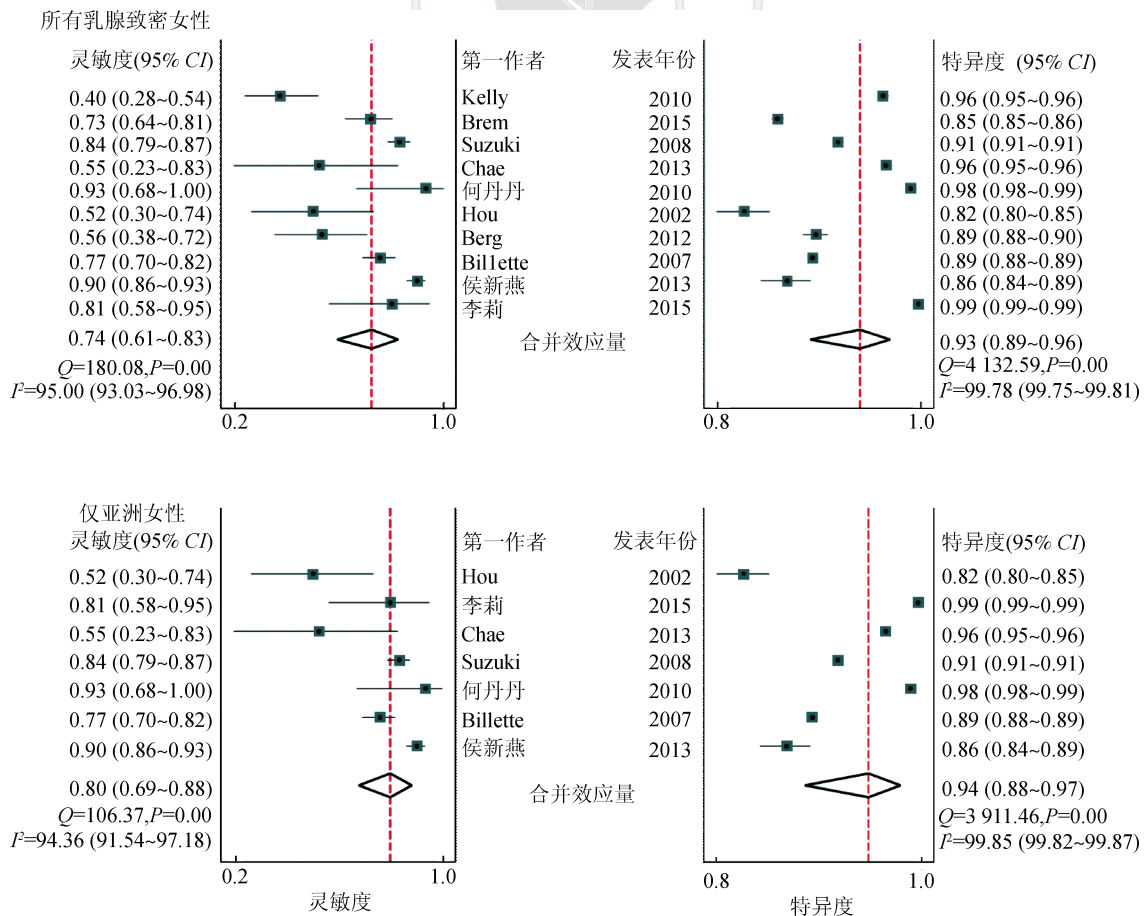 所有乳腺致密女性
灵敏度(95% CI) 第一作者 发表年份 特异度 (95% CI)
0.40 (0.28~0.54) Kelly 2010 0.96 (0.95~0.96)
0.73 (0.64~0.81) Brem 2015 0.85 (0.85~0.86)
0.84 (0.79~0.87) Suzuki 2008 0.91 (0.91~0.91)
0.55 (0.23~0.83) Chae 2013 0.96 (0.95~0.96)
0.93 (0.68~1.00) 何丹丹 2010 0.98 (0.98~0.99)
0.52 (0.30~0.74) Hou 2002 0.82 (0.80~0.85)
0.56 (0.38~0.72) Berg 2012 0.89 (0.88~0.90)
0.77 (0.70~0.82) Bil1ette 2007 0.89 (0.88~0.89)
0.90 (0.86~0.93) 侯新燕 2013 0.86 (0.84~0.89)
0.81 (0.58~0.95) 李莉 2015 0.99 (0.99~0.99)
0.74 (0.61~0.83) 合并效应量 0.93 (0.89~0.96)
Q=180.08,P=0.00 Q=4 132.59,P=0.00
I²=95.00 (93.03~96.98) I²=99.78 (99.75~99.81)
0.2 1.0 0.8 1.0
仅亚洲女性
灵敏度(95% CI) 第一作者 发表年份 特异度(95% CI)
0.52 (0.30~0.74) Hou 2002 0.82 (0.80~0.85)
0.81 (0.58~0.95) 李莉 2015 0.99 (0.99~0.99)
0.55 (0.23~0.83) Chae 2013 0.96 (0.95~0.96)
0.84 (0.79~0.87) Suzuki 2008 0.91 (0.91~0.91)
0.93 (0.68~1.00) 何丹丹 2010 0.98 (0.98~0.99)
0.77 (0.70~0.82) Billette 2007 0.89 (0.88~0.89)
0.90 (0.86~0.93) 侯新燕 2013 0.86 (0.84~0.89)
0.80 (0.69~0.88) 合并效应量 0.94 (0.88~0.97)
Q=106.37,P=0.00 Q=3 911.46,P=0.00
I²=94.36 (91.54~97.18) I²=99.85 (99.82~99.87)
0.2 1.0 0.8 1.0
灵敏度 特异度